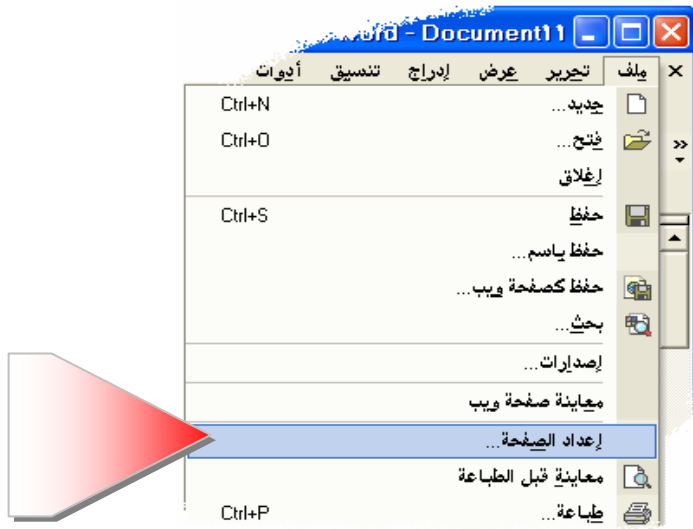 Word - Document11
ملف تحرير عرض إدراج تنسيق أدوات
جديد... Ctrl+N
فتح... Ctrl+O
إغلاق
حفظ Ctrl+S
حفظ باسم...
حفظ كصفحة ويب...
بحث...
إصدارات...
معاينة صفحة ويب
إعداد الصفحة...
معاينة قبل الطباعة
طباعة... Ctrl+P